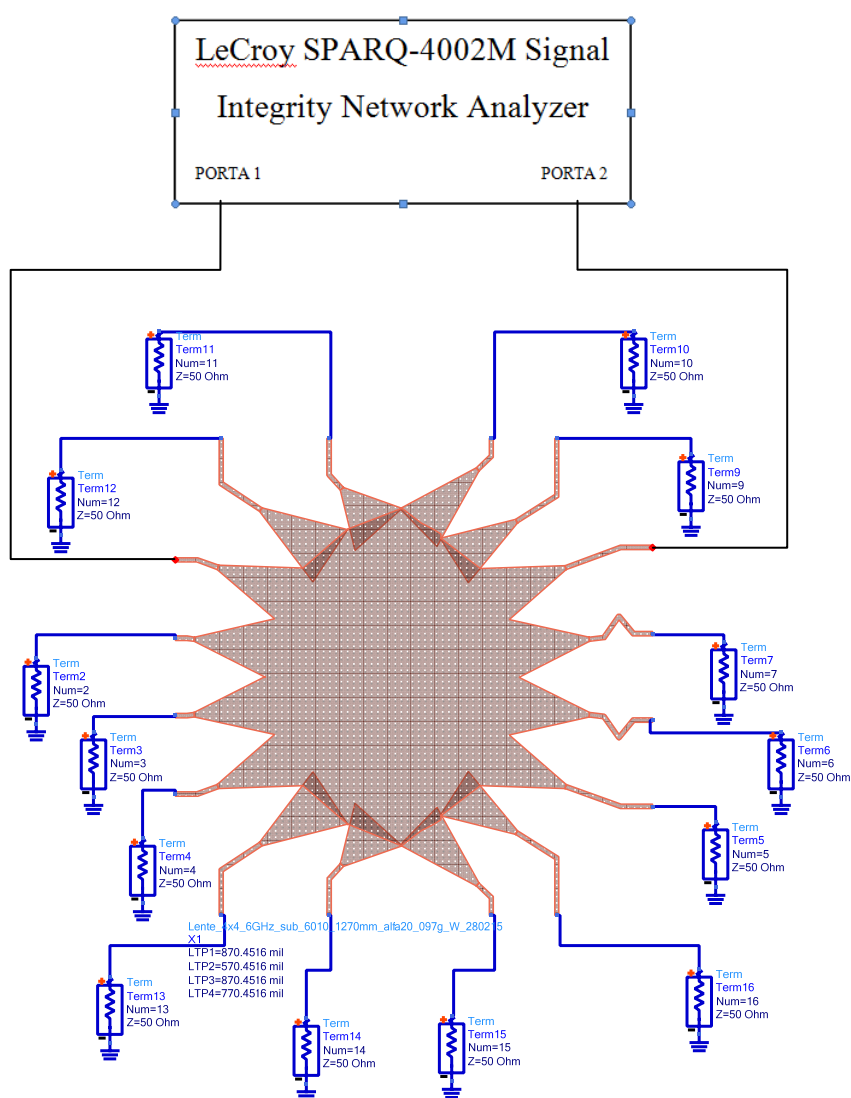 LeCroy SPARQ-4002M Signal
Integrity Network Analyzer
PORTA 1
PORTA 2
Term
Term11
Num=11
Z=50 Ohm
Term
Term10
Num=10
Z=50 Ohm
Term
Term12
Num=12
Z=50 Ohm
Term
Term9
Num=9
Z=50 Ohm
Term
Term2
Num=2
Z=50 Ohm
Term
Term7
Num=7
Z=50 Ohm
Term
Term3
Num=3
Z=50 Ohm
Term
Term6
Num=6
Z=50 Ohm
Term
Term4
Num=4
Z=50 Ohm
Term
Term5
Num=5
Z=50 Ohm
Lente_4x4_6GHz_sub_6010_1270mm_alfa20_097g_W_280215
X1
LTP1=870.4516 mil
LTP2=570.4516 mil
LTP3=870.4516 mil
LTP4=770.4516 mil
Term
Term13
Num=13
Z=50 Ohm
Term
Term16
Num=16
Z=50 Ohm
Term
Term14
Num=14
Z=50 Ohm
Term
Term15
Num=15
Z=50 Ohm